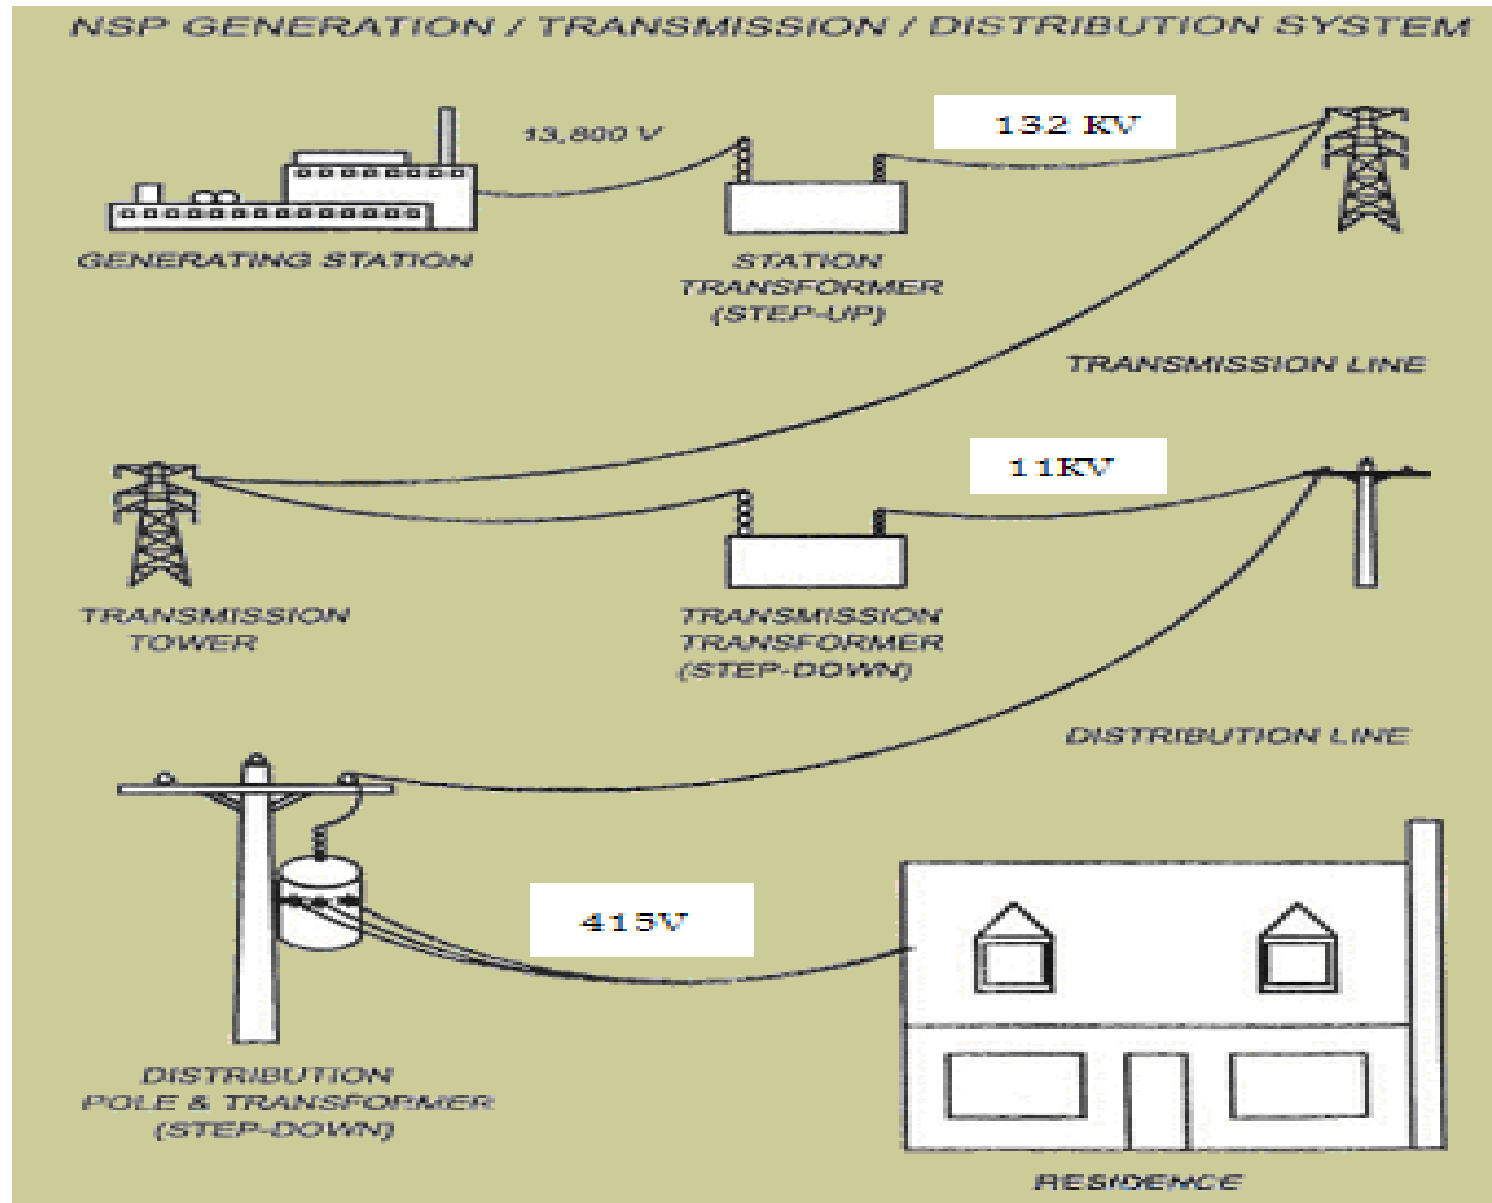 NSP GENERATION / TRANSMISSION / DISTRIBUTION SYSTEM
13,800 V
132 KV
GENERATING STATION
STATION
TRANSFORMER
(STEP-UP)
TRANSMISSION LINE
11KV
TRANSMISSION
TOWER
TRANSMISSION
TRANSFORMER
(STEP-DOWN)
DISTRIBUTION LINE
415V
DISTRIBUTION
POLE & TRANSFORMER
(STEP-DOWN)
RESIDENCE